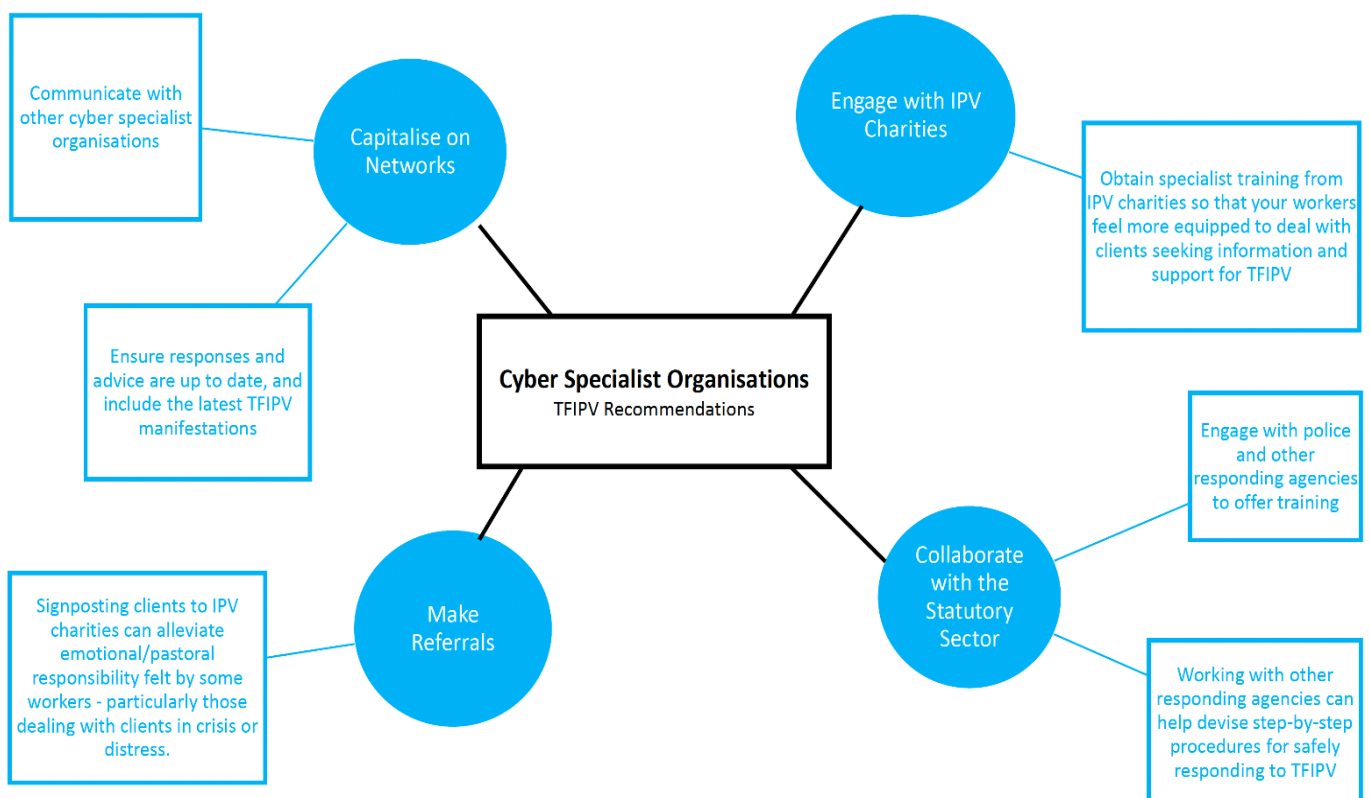 Communicate with
other cyber specialist
organisations
Capitalise on
Networks
Ensure responses and
advice are up to date, and
include the latest TFIPV
manifestations
Engage with IPV
Charities
Obtain specialist training from
IPV charities so that your workers
feel more equipped to deal with
clients seeking information and
support for TFIPV
Cyber Specialist Organisations
TFIPV Recommendations
Signposting clients to IPV
charities can alleviate
emotional/pastoral
responsibility felt by some
workers - particularly those
dealing with clients in crisis or
distress.
Make
Referrals
Collaborate
with the
Statutory
Sector
Engage with police
and other
responding agencies
to offer training
Working with other
responding agencies can
help devise step-by-step
procedures for safely
responding to TFIPV